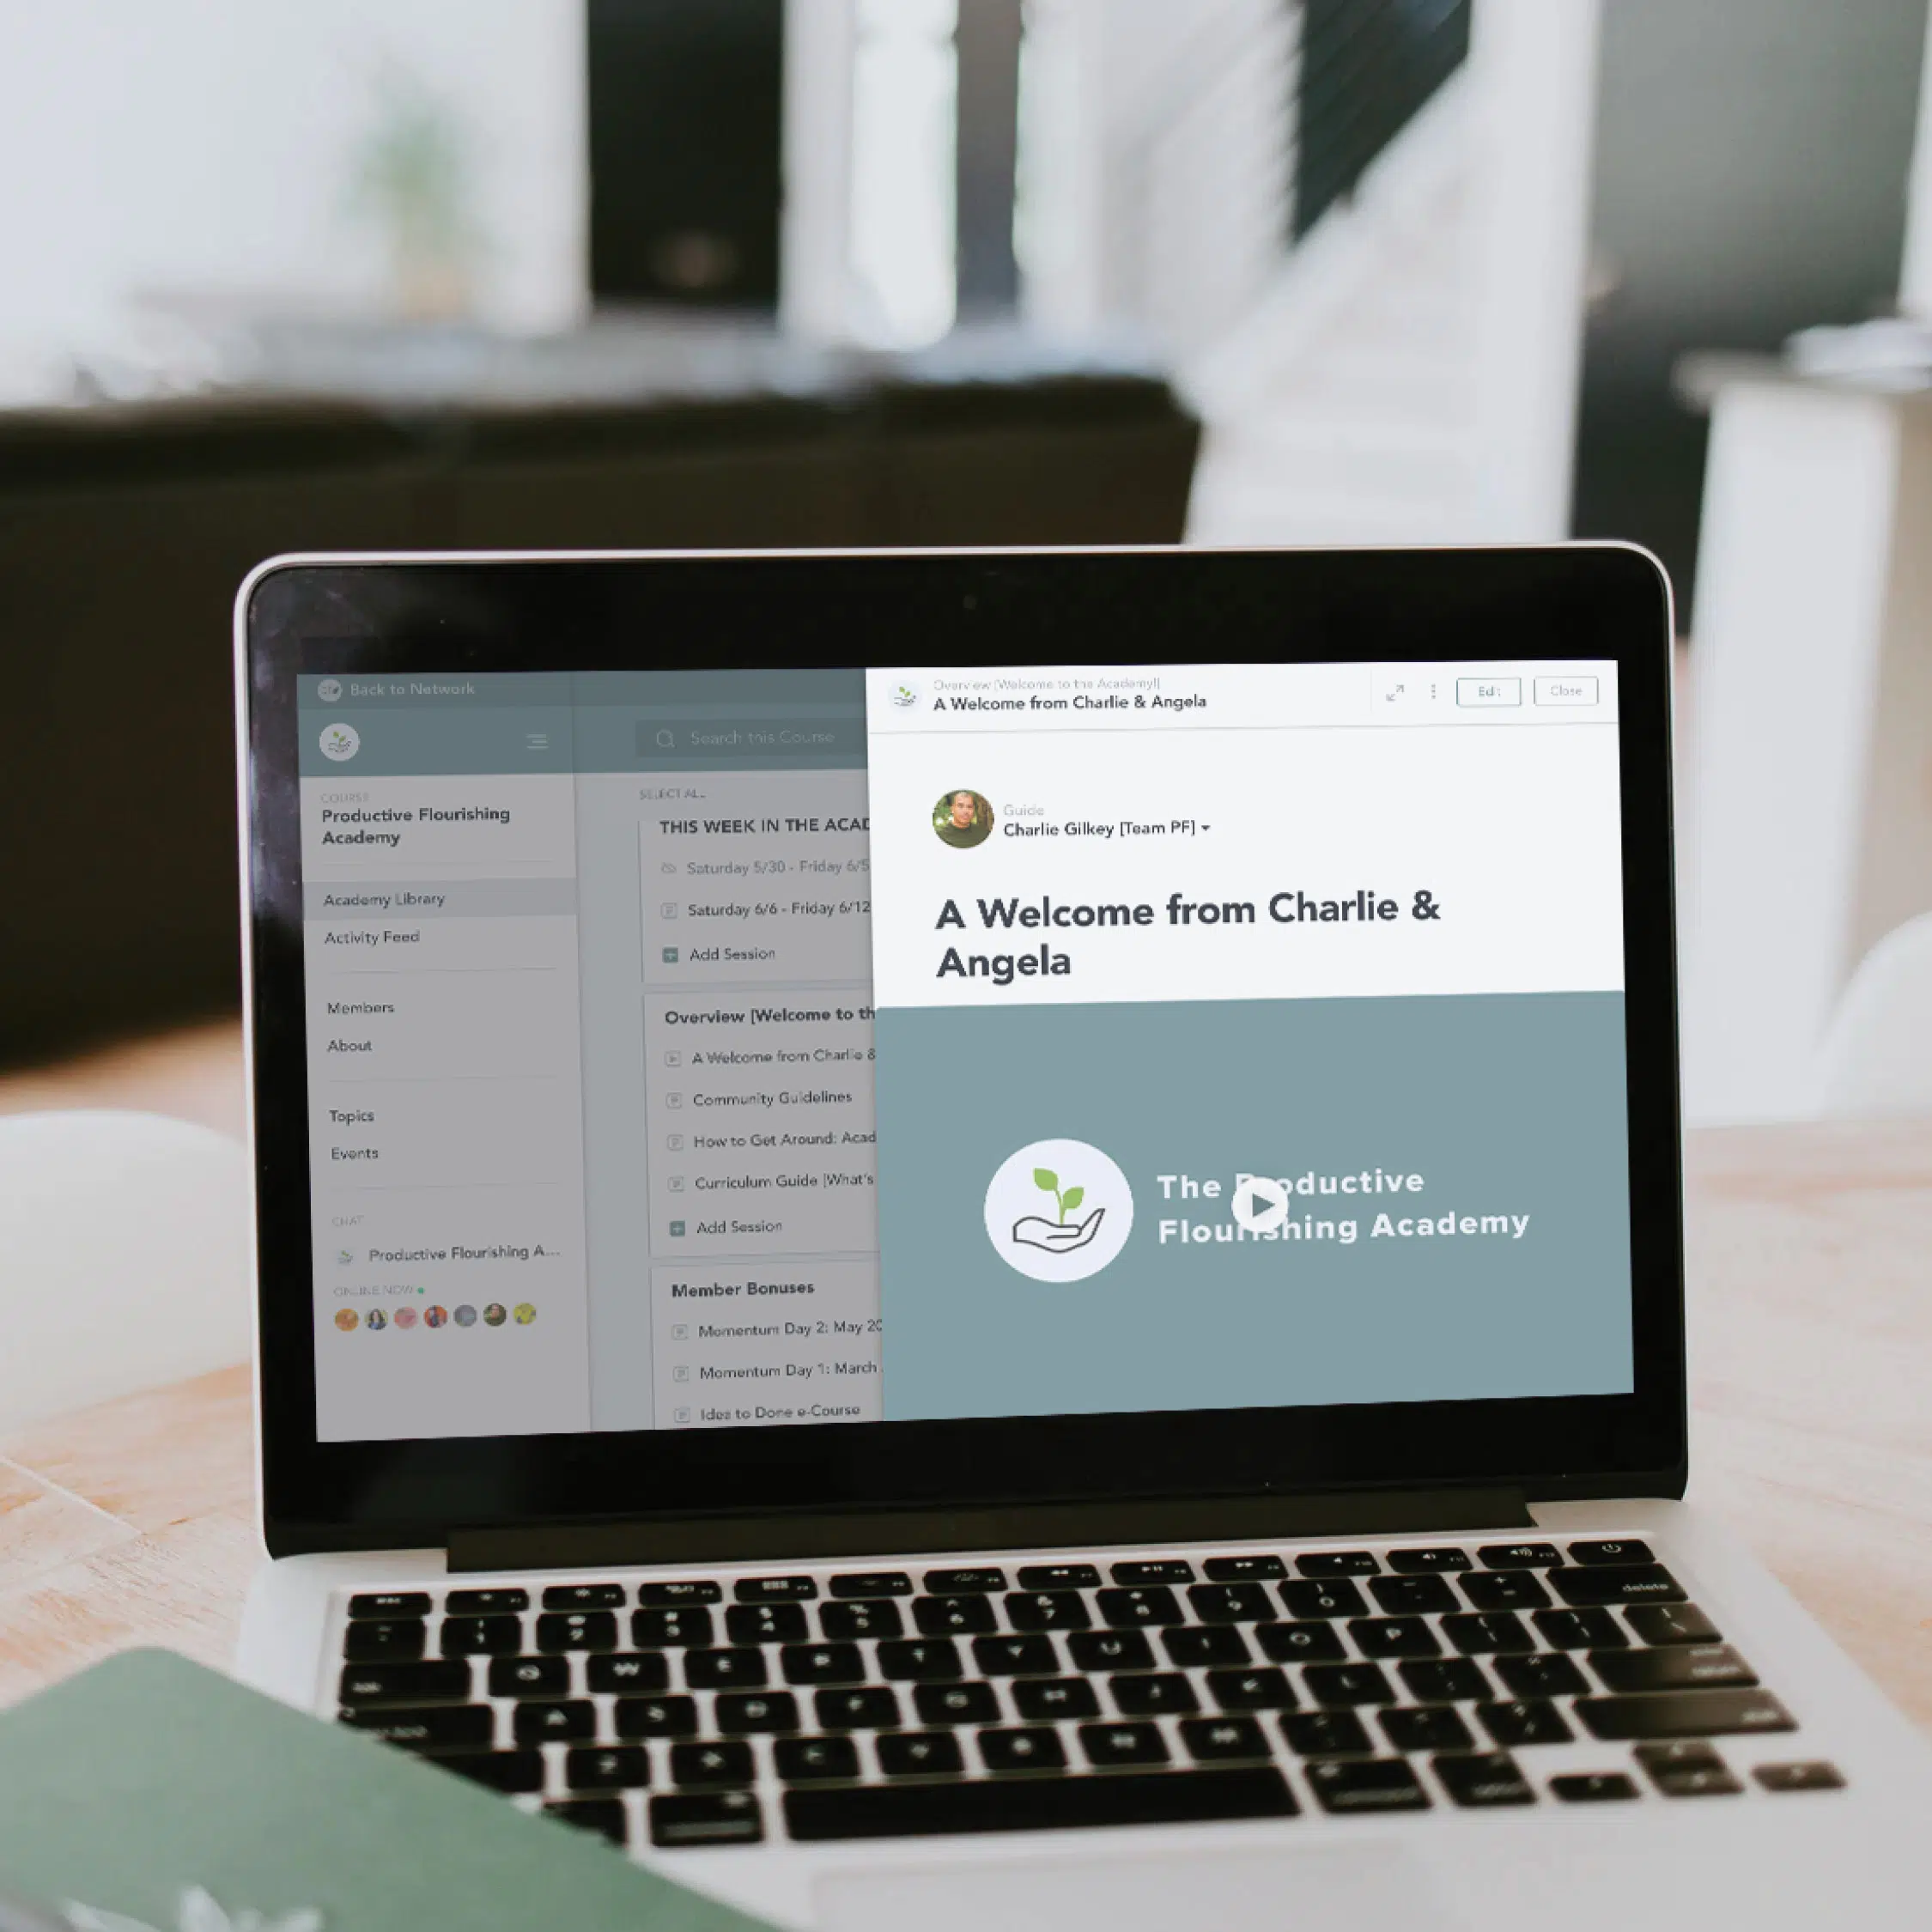 Back to Network
COURSE
Productive Flourishing
Academy
Academy Library
Activity Feed
Members
About
Topics
Events
CHAT
Productive Flourishing A...
ONLINE NOW
Search this Course
SELECT ALL
THIS WEEK IN THE ACAD
Saturday 5/30 - Friday 6/5
Saturday 6/6 - Friday 6/12
Add Session
Overview [Welcome to th
A Welcome from Charlie &
Community Guidelines
How to Get Around: Acad
Curriculum Guide [What's
Add Session
Member Bonuses
Momentum Day 2: May 20
Momentum Day 1: March
Idea to Done e-Course
Overview [Welcome to the Academy!]
A Welcome from Charlie & Angela
Edit
Close
Guide
Charlie Gilkey [Team PF]
A Welcome from Charlie &
Angela
The Productive
Flourishing Academy
delete